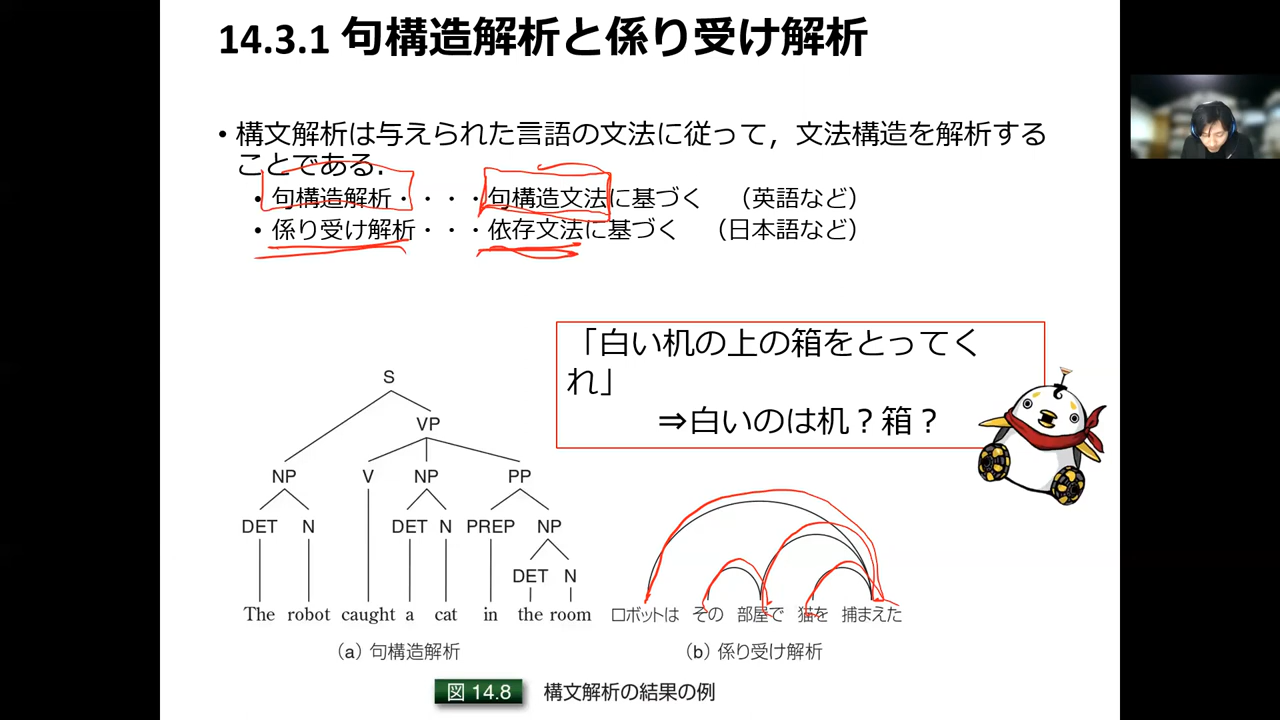 14.3.1 句構造解析と係り受け解析
• 構文解析は与えられた言語の文法に従って，文法構造を解析する
ことである．
• 句構造解析・・・・句構造文法に基づく （英語など）
• 係り受け解析・・・依存文法に基づく （日本語など）
「白い机の上の箱をとってく
れ」
⇒白いのは机？箱？
S
VP
NP V NP PP
DET N DET N PREP NP
DET N
The robot caught a cat in the room
ロボットは その 部屋で 猫を 捕まえた
（a）句構造解析
（b）係り受け解析
図 14.8 構文解析の結果の例